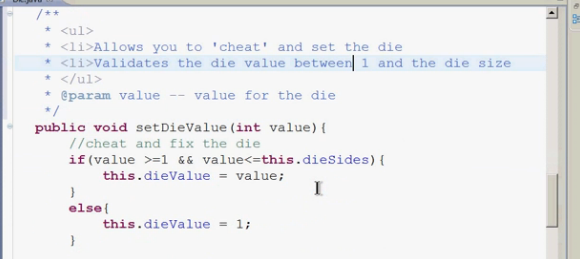 Die.java
/**
 * <ul>
 * <li>Allows you to 'cheat' and set the die
 * <li>Validates the die value between 1 and the die size
 * </ul>
 * @param value -- value for the die
 */
public void setDieValue(int value){
    //cheat and fix the die
    if(value >=1 && value<=this.dieSides){
        this.dieValue = value;
    }
    else{
        this.dieValue = 1;
    }